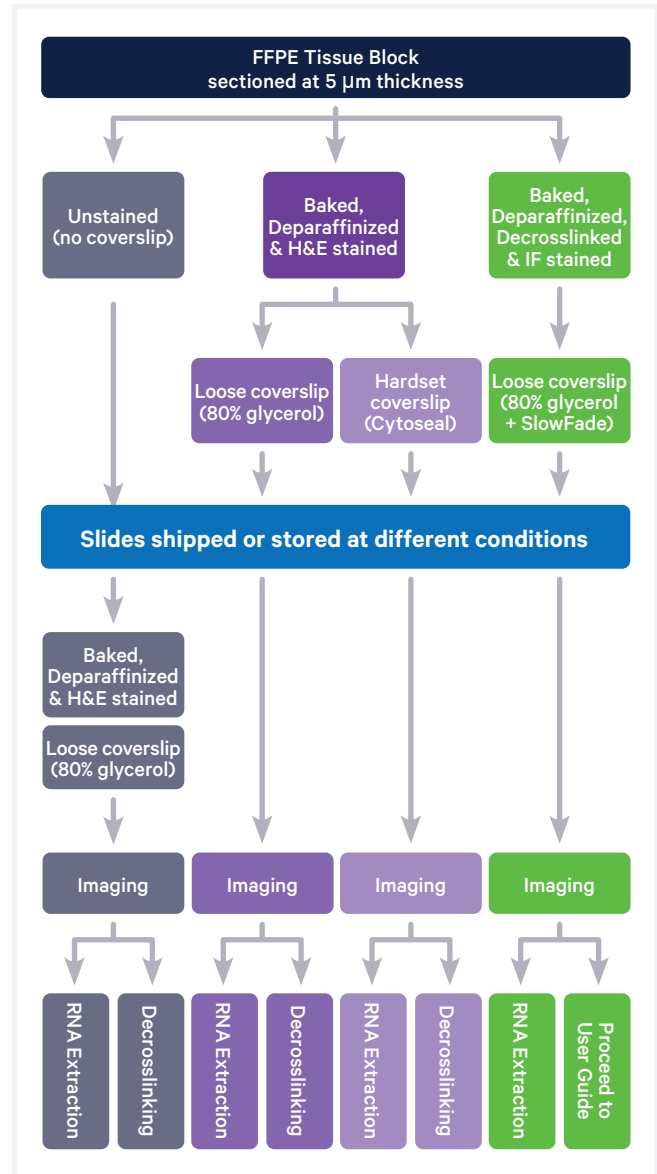 FFPE Tissue Block
sectioned at 5 μm thickness
Unstained
(no coverslip)
Baked,
Deparaffinized
& H&E stained
Baked,
Deparaffinized,
Decrosslinked
& IF stained
Loose coverslip
(80% glycerol)
Hardset
coverslip
(Cytoseal)
Loose coverslip
(80% glycerol
+ SlowFade)
Slides shipped or stored at different conditions
Baked,
Deparaffinized
& H&E stained
Loose coverslip
(80% glycerol)
Imaging
Imaging
Imaging
Imaging
RNA Extraction
Decrosslinking
RNA Extraction
Decrosslinking
RNA Extraction
Decrosslinking
RNA Extraction
Proceed to
User Guide